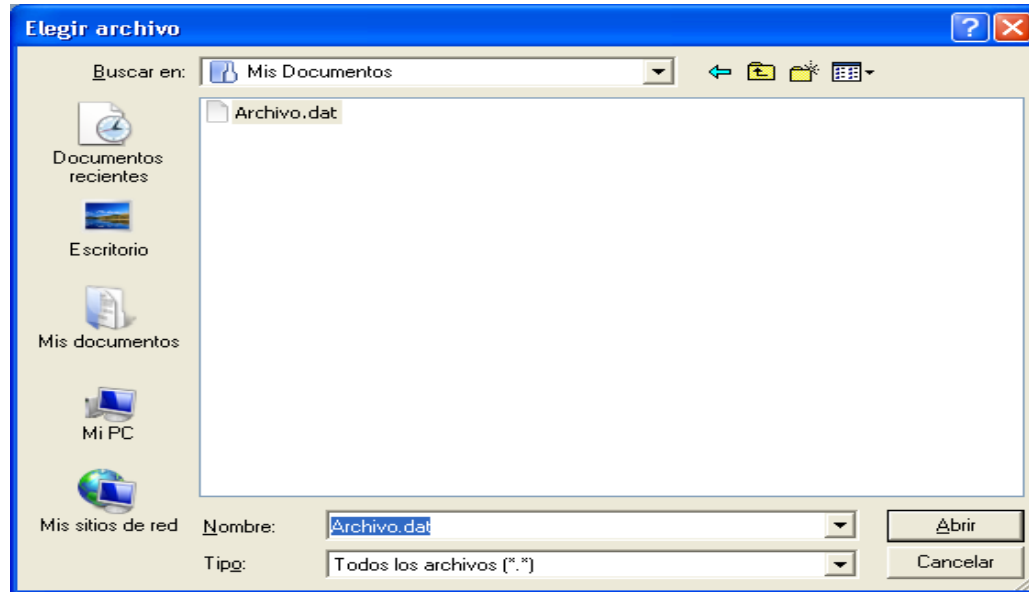 Elegir archivo
Buscar en: Mis Documentos
Archivo.dat
Documentos
recientes
Escritorio
Mis documentos
Mi PC
Mis sitios de red
Nombre: Archivo.dat Abrir
Tipo: Todos los archivos (*.*) Cancelar